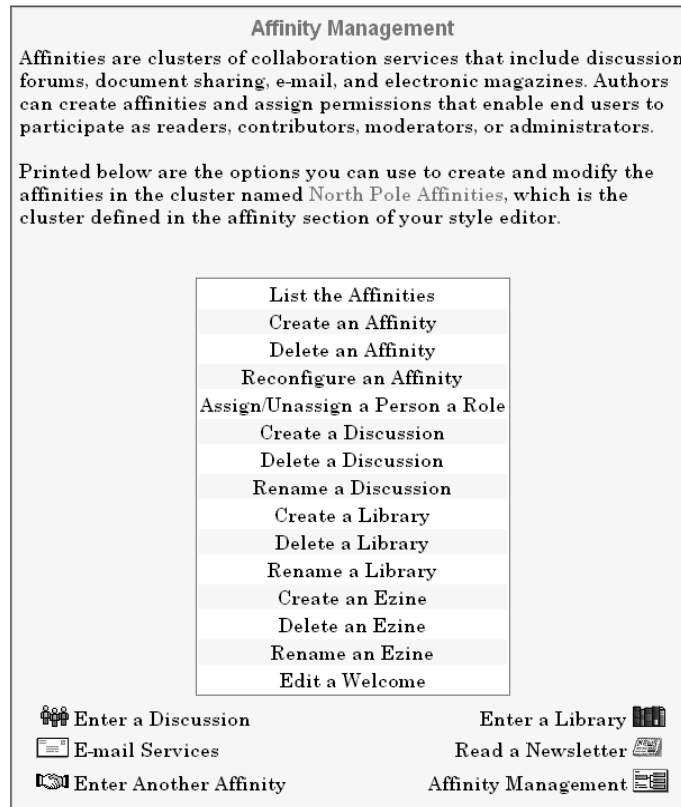 Affinity Management
Affinities are clusters of collaboration services that include discussion
forums, document sharing, e-mail, and electronic magazines. Authors
can create affinities and assign permissions that enable end users to
participate as readers, contributors, moderators, or administrators.
Printed below are the options you can use to create and modify the
affinities in the cluster named North Pole Affinities, which is the
cluster defined in the affinity section of your style editor.
List the Affinities
Create an Affinity
Delete an Affinity
Reconfigure an Affinity
Assign/Unassign a Person a Role
Create a Discussion
Delete a Discussion
Rename a Discussion
Create a Library
Delete a Library
Rename a Library
Create an Ezine
Delete an Ezine
Rename an Ezine
Edit a Welcome
Enter a Discussion
Enter a Library
E-mail Services
Read a Newsletter
Enter Another Affinity
Affinity Management